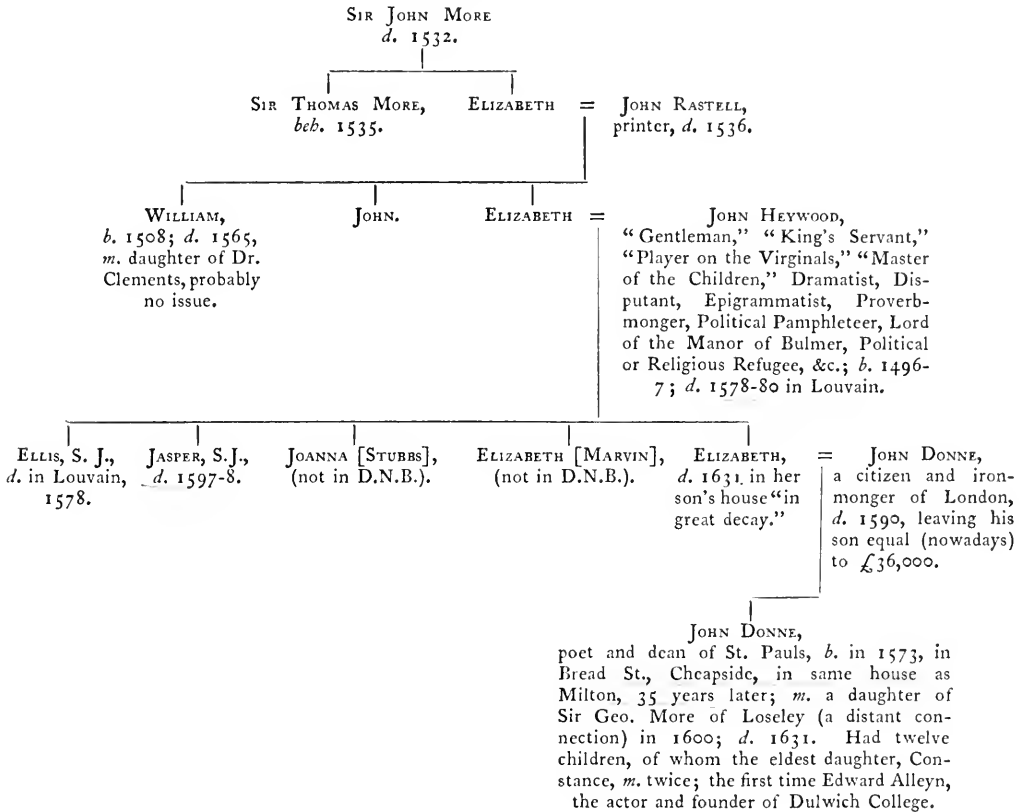 Sir John More
d. 1532.
Sir Thomas More,
beh. 1535.
Elizabeth =
John Rastell,
printer, d. 1536.
William,
b. 1508; d. 1565,
m. daughter of Dr.
Clements, probably
no issue.
John.
Elizabeth =
John Heywood,
“Gentleman,” “King's Servant,”
“Player on the Virginals,” “Master
of the Children,” Dramatist, Dis-
putant, Epigrammatist, Proverb-
monger, Political Pamphleteer, Lord
of the Manor of Bulmer, Political
or Religious Refugee, &c.; b. 1496-
7; d. 1578-80 in Louvain.
Ellis, S. J.,
d. in Louvain,
1578.
Jasper, S.J.,
d. 1597-8.
Joanna [Stubbs],
(not in D.N.B.).
Elizabeth [Marvin],
(not in D.N.B.).
Elizabeth,
d. 1631 in her
son's house “in
great decay.”
= John Donne,
a citizen and iron-
monger of London,
d. 1590, leaving his
son equal (nowadays)
to £36,000.
John Donne,
poet and dean of St. Pauls, b. in 1573, in
Bread St., Cheapside, in same house as
Milton, 35 years later; m. a daughter of
Sir Geo. More of Loseley (a distant con-
nection) in 1600; d. 1631. Had twelve
children, of whom the eldest daughter, Con-
stance, m. twice; the first time Edward Alleyn,
the actor and founder of Dulwich College.